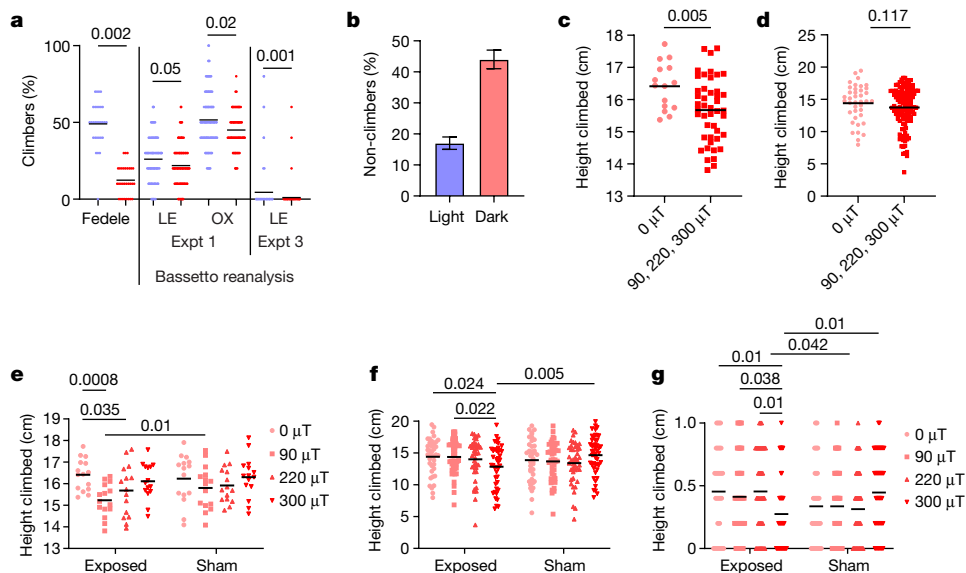 a
Climbers (%)
100
50
0
0.002
0.05
0.02
0.001
Fedele
LE
OX
LE
Expt 1
Expt 3
Bassetto reanalysis
b
Non-climbers (%)
50
40
30
20
10
0
Light
Dark
c
Height climbed (cm)
18
17
16
15
14
13
0.005
0 µT
90, 220, 300 µT
d
Height climbed (cm)
25
20
15
10
5
0
0.117
0 µT
90, 220, 300 µT
e
Height climbed (cm)
19
18
17
16
15
14
13
0.0008
0.035
0.01
Exposed
Sham
0 µT
90 µT
220 µT
300 µT
f
Height climbed (cm)
20
15
10
5
0
0.024
0.005
0.022
Exposed
Sham
g
Height climbed (cm)
1.0
0.5
0
0.01
0.01
0.042
0.038
0.01
Exposed
Sham
0 µT
90 µT
220 µT
300 µT